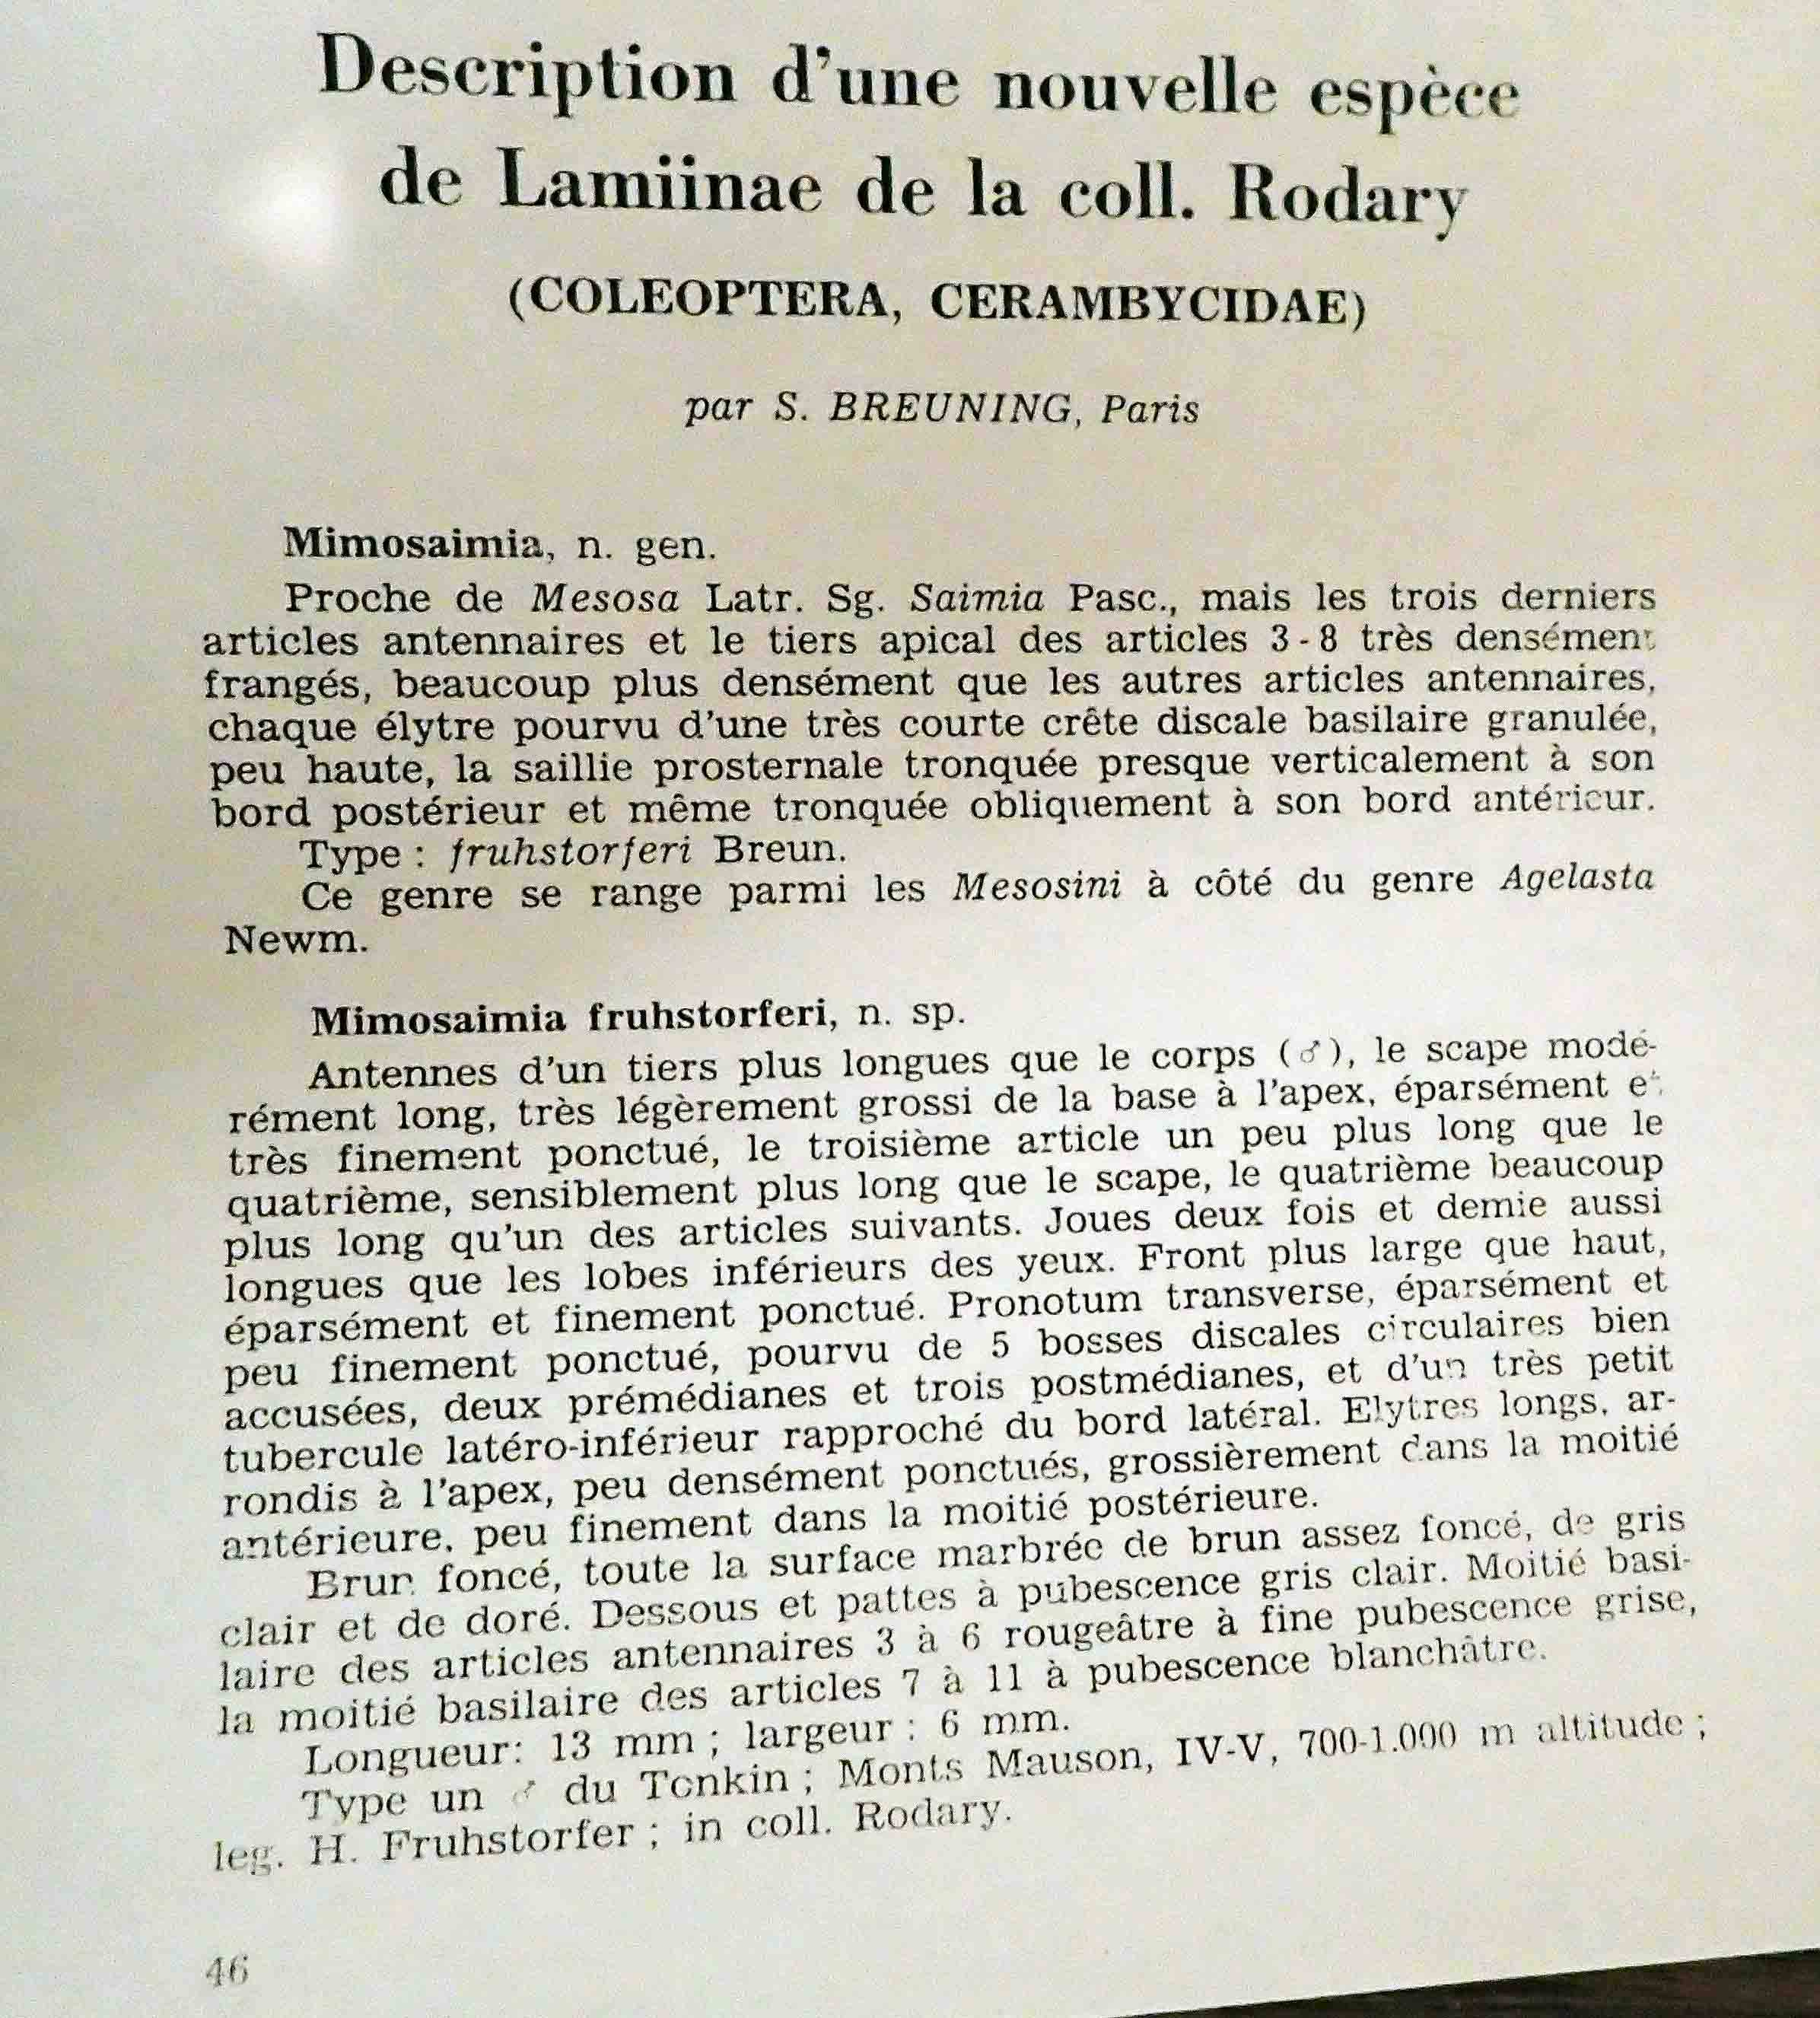 Description d'une nouvelle espèce
de Lamiinae de la coll. Rodary
(COLEOPTERA, CERAMBYCIDAE)
par S. BREUNING, Paris
Mimosaimia, n. gen.
Proche de Mesosa Latr. Sg. Saimia Pasc., mais les trois derniers
articles antennaires et le tiers apical des articles 3-8 très densément
frangés, beaucoup plus densément que les autres articles antennaires,
chaque élytre pourvu d'une très courte crête discale basilaire granulée,
peu haute, la saillie prosternale tronquée presque verticalement à son
bord postérieur et même tronquée obliquement à son bord antérieur.
Type : fruhstorferi Breun.
Ce genre se range parmi les Mesosini à côté du genre Agelasta
Newm.
Mimosaimia fruhstorferi, n. sp.
Antennes d'un tiers plus longues que le corps (♂), le scape modé-
rément long, très légèrement grossi de la base à l'apex, éparsément et
très finement ponctué, le troisième article un peu plus long que le
quatrième, sensiblement plus long que le scape, le quatrième beaucoup
plus long qu'un des articles suivants. Joues deux fois et demie aussi
longues que les lobes inférieurs des yeux. Front plus large que haut,
éparsément et finement ponctué. Pronotum transverse, éparsément et
peu finement ponctué, pourvu de 5 bosses discales circulaires bien
accusées, deux prémédianes et trois postmédianes, et d'un très petit
tubercule latéro-inférieur rapproché du bord latéral. Elytres longs, ar-
rondis à l'apex, peu densément ponctués, grossièrement dans la moitié
antérieure, peu finement dans la moitié postérieure.
Brun foncé, toute la surface marbrée de brun assez foncé, de gris
clair et de doré. Dessous et pattes à pubescence gris clair. Moitié basi-
laire des articles antennaires 3 à 6 rougeâtre à fine pubescence grise,
la moitié basilaire des articles 7 à 11 à pubescence blanchâtre.
Longueur : 13 mm ; largeur : 6 mm.
Type un ♂ du Tonkin ; Monts Mauson, IV-V, 700-1.000 m altitude ;
leg. H. Fruhstorfer ; in coll. Rodary.
46